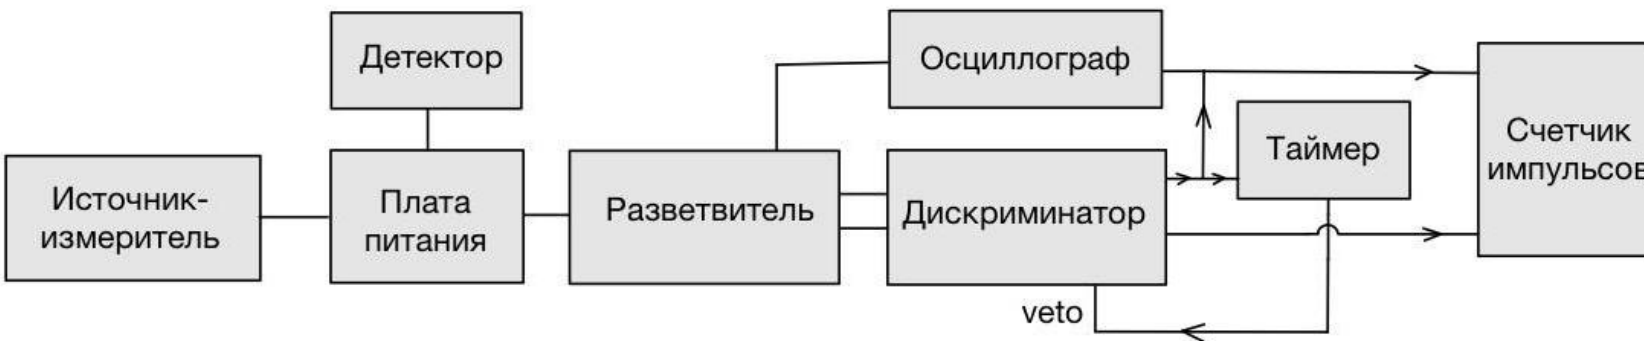 Детектор
Осциллограф
Счетчик
импульсов
Таймер
Источник-
измеритель
Плата
питания
Разветвитель
Дискриминатор
veto